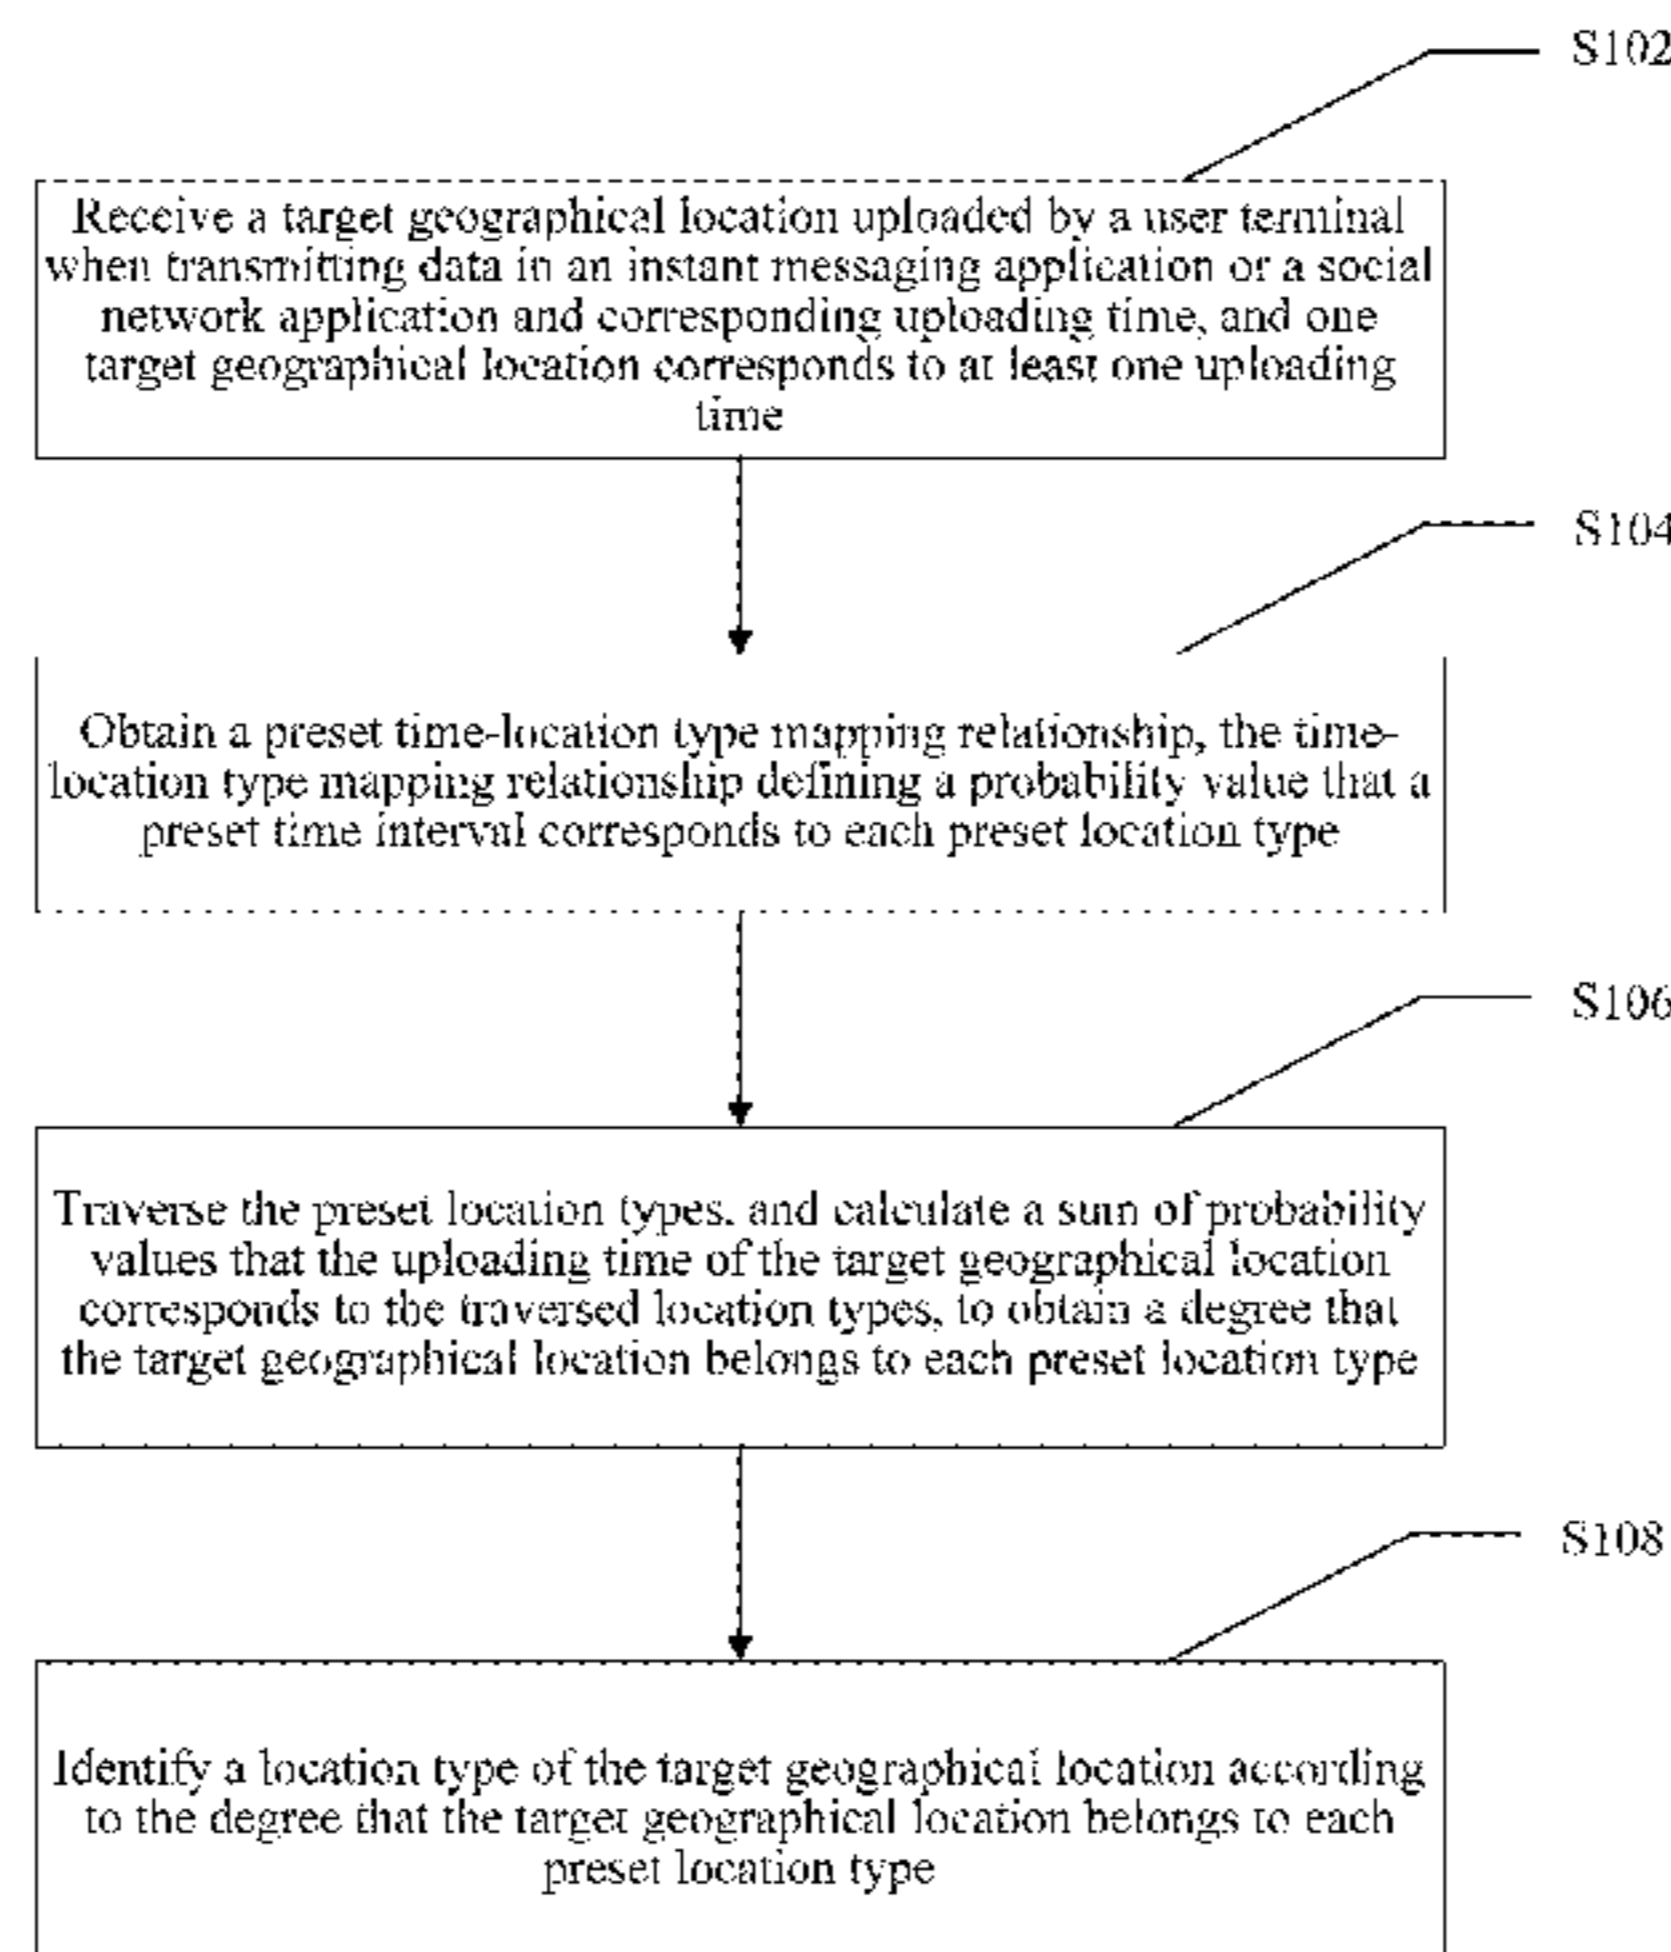 S102
Receive a target geographical location uploaded by a user terminal
when transmitting data in an instant messaging application or a social
network application and corresponding uploading time, and one
target geographical location corresponds to at least one uploading
time
S104
Obtain a preset time-location type mapping relationship, the time-
location type mapping relationship defining a probability value that a
preset time interval corresponds to each preset location type
S106
Traverse the preset location types, and calculate a sum of probability
values that the uploading time of the target geographical location
corresponds to the traversed location types, to obtain a degree that
the target geographical location belongs to each preset location type
S108
Identify a location type of the target geographical location according
to the degree that the target geographical location belongs to each
preset location type